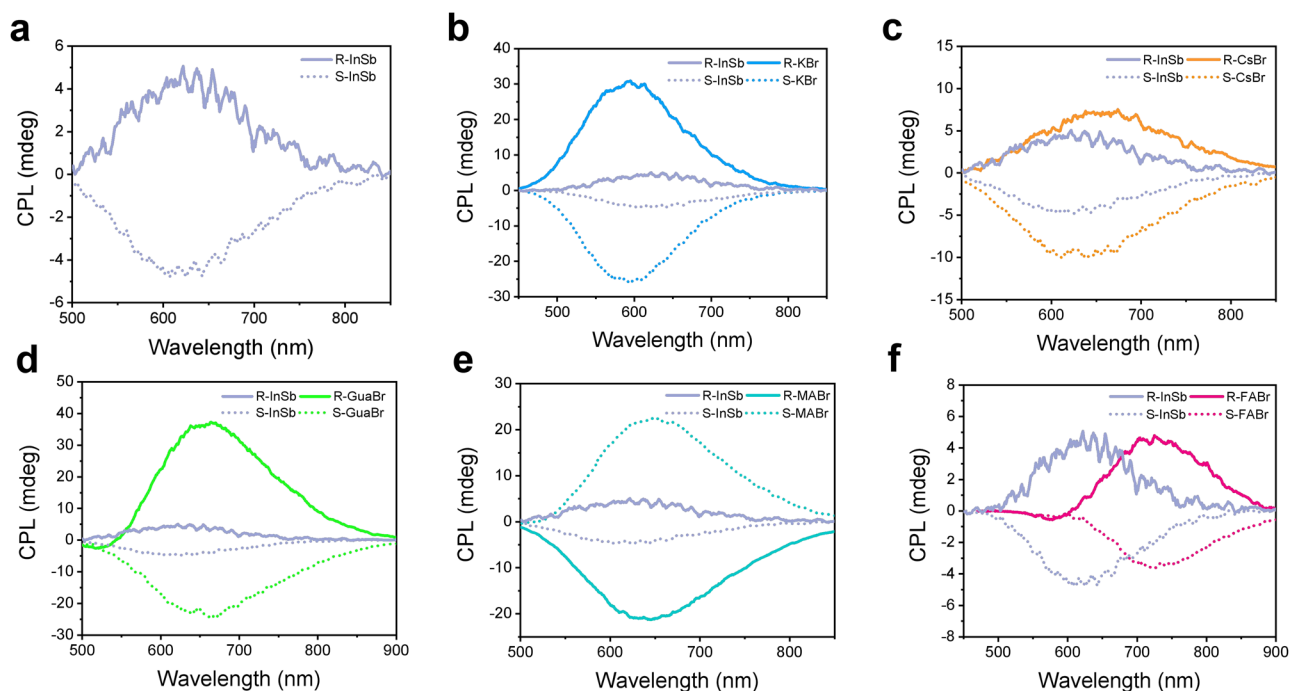 a
R-InSb
S-InSb
6
4
2
0
-2
-4
-6
500 600 700 800
CPL (mdeg)
Wavelength (nm)
b
R-InSb R-KBr
S-InSb S-KBr
40
30
20
10
0
-10
-20
-30
500 600 700 800
CPL (mdeg)
Wavelength (nm)
c
R-InSb R-CsBr
S-InSb S-CsBr
15
10
5
0
-5
-10
-15
500 600 700 800
CPL (mdeg)
Wavelength (nm)
d
R-InSb R-GuaBr
S-InSb S-GuaBr
50
40
30
20
10
0
-10
-20
-30
500 600 700 800 900
CPL (mdeg)
Wavelength (nm)
e
R-InSb R-MABr
S-InSb S-MABr
30
20
10
0
-10
-20
500 600 700 800
CPL (mdeg)
Wavelength (nm)
f
R-InSb R-FABr
S-InSb S-FABr
8
6
4
2
0
-2
-4
-6
-8
500 600 700 800 900
CPL (mdeg)
Wavelength (nm)